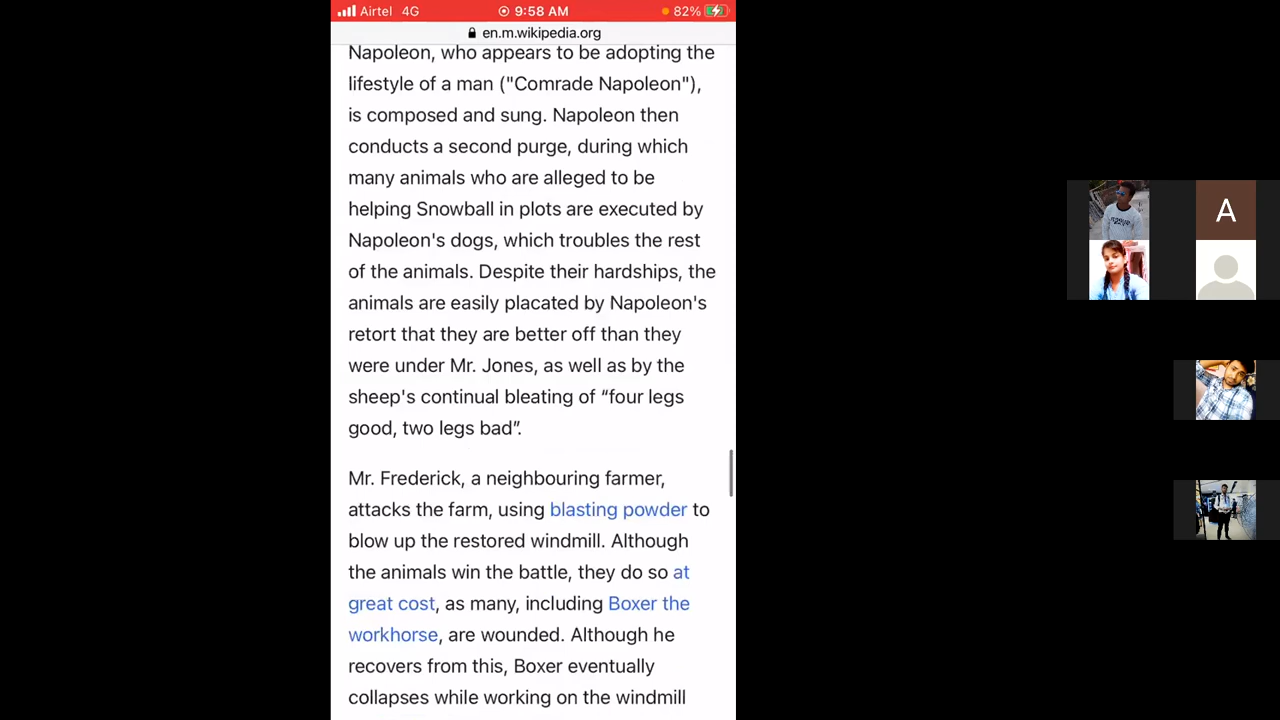 Airtel 4G 9:58 AM 82%
en.m.wikipedia.org
Napoleon, who appears to be adopting the
lifestyle of a man ("Comrade Napoleon"),
is composed and sung. Napoleon then
conducts a second purge, during which
many animals who are alleged to be
helping Snowball in plots are executed by
Napoleon's dogs, which troubles the rest
of the animals. Despite their hardships, the
animals are easily placated by Napoleon's
retort that they are better off than they
were under Mr. Jones, as well as by the
sheep's continual bleating of “four legs
good, two legs bad”.
Mr. Frederick, a neighbouring farmer,
attacks the farm, using blasting powder to
blow up the restored windmill. Although
the animals win the battle, they do so at
great cost, as many, including Boxer the
workhorse, are wounded. Although he
recovers from this, Boxer eventually
collapses while working on the windmill
A